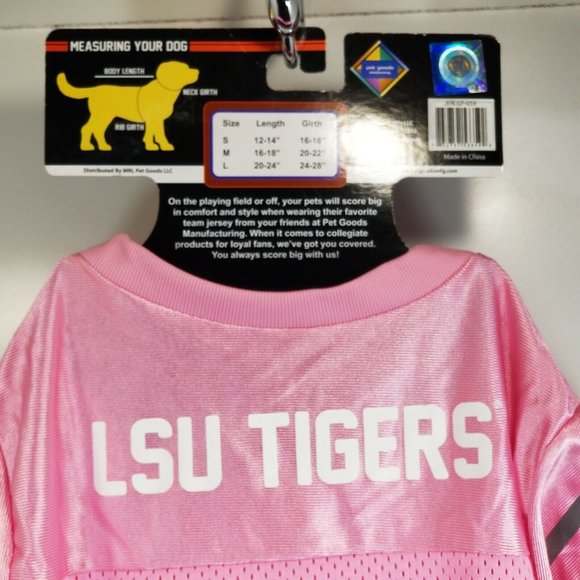 MEASURING YOUR DOG
BODY LENGTH
NECK GIRTH
RIB GIRTH
Distributed By MRL Pet Goods LLC
Size Length Girth
S 12-14" 16-18"
M 16-18" 20-22"
L 20-24" 24-28"
pet goods
manufacturing
Made in China
On the playing field or off, your pets will score big
in comfort and style when wearing their favorite
team jersey from your friends at Pet Goods
Manufacturing. When it comes to collegiate
products for loyal fans, we've got you covered.
You always score big with us!
LSU TIGERS